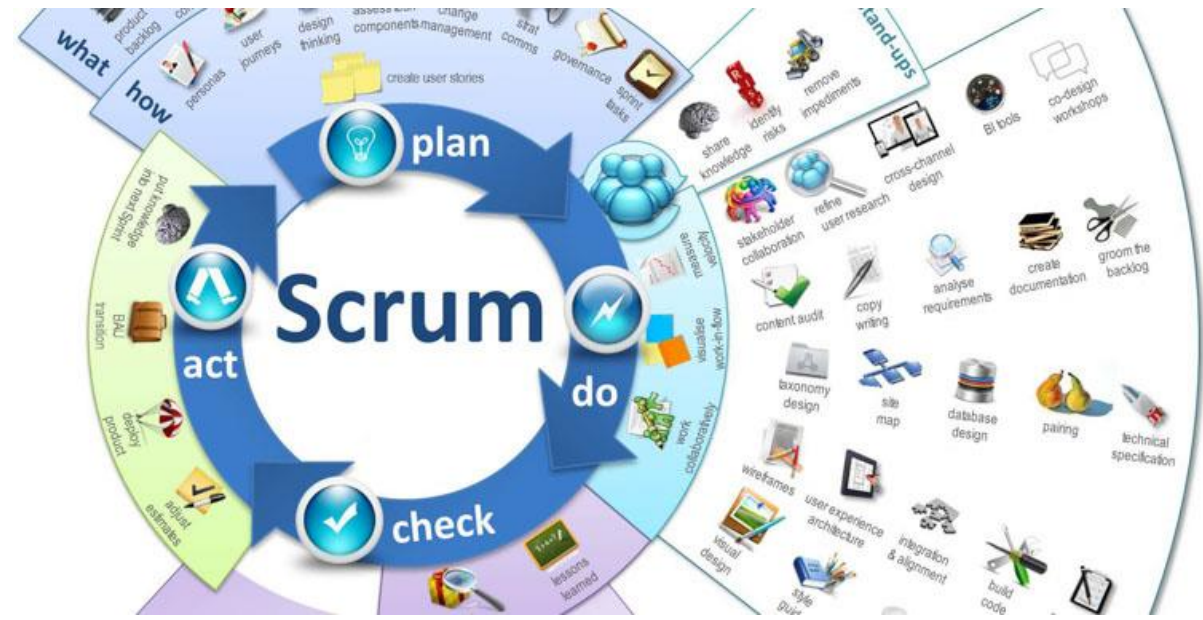 what
how
product
backlog
user
journeys
design
thinking
components
change
management
strat
comms
governance
sprint
tasks
personas
create user stories
plan
Scrum
do
check
act
stand-ups
share
knowledge
identify
risks
RISK
remove
impediments
measure
velocity
visualise
work-in-flow
work
collaboratively
stakeholder
collaboration
refine
user research
cross-channel
design
BI tools
co-design
workshops
content audit
copy
writing
analyse
requirements
create
documentation
groom the
backlog
taxonomy
design
site
map
database
design
pairing
technical
specification
wireframes
user experience
architecture
integration
& alignment
build
code
visual
design
style
lessons
learned
adjust
estimates
deploy
product
BAU
transition
put knowledge
into next Sprint